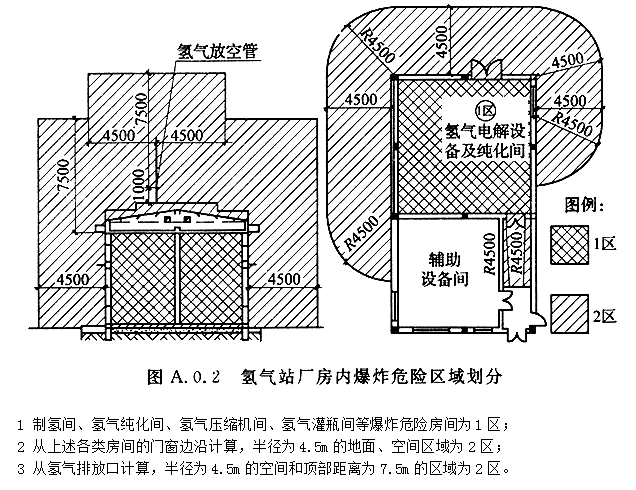 氢气放空管
4500
4500
7500
1000
7500
4500
4500
R4500
4500
4500
4500
4500
R4500
1区
氢气电解设
备及纯化间
R4500
辅助
设备间
R4500
R4500
图例：
1区
2区
图 A.0.2 氢气站厂房内爆炸危险区域划分
1 制氢间、氢气纯化间、氢气压缩机间、氢气灌瓶间等爆炸危险房间为1区；
2 从上述各类房间的门窗边沿计算，半径为4.5m的地面、空间区域为2区；
3 从氢气排放口计算，半径为4.5m的空间和顶部距离为7.5m的区域为2区。